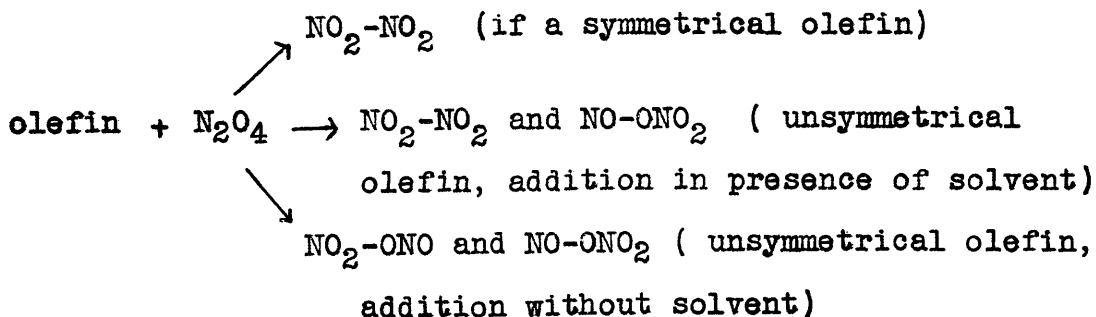 NO₂-NO₂ (if a symmetrical olefin)
olefin + N₂O₄ → NO₂-NO₂ and NO-ONO₂ ( unsymmetrical
olefin, addition in presence of solvent)
NO₂-ONO and NO-ONO₂ ( unsymmetrical olefin,
addition without solvent)